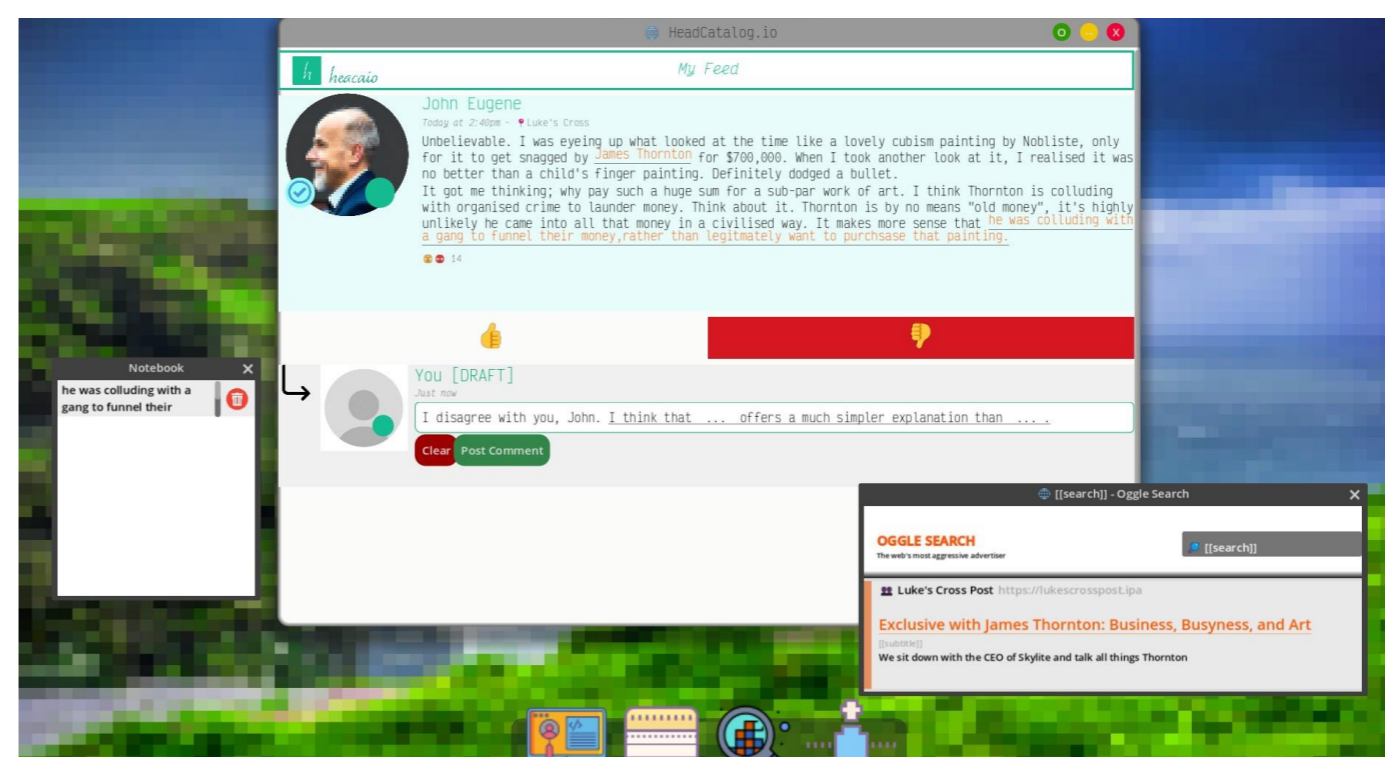 HeadCatalog.io
O
X
h heacaio
My Feed
John Eugene
Today at 2:40pm - Luke's Cross
Unbelievable. I was eyeing up what looked at the time like a lovely cubism painting by Nobliste, only
for it to get snagged by James Thornton for $700,000. When I took another look at it, I realised it was
no better than a child's finger painting. Definitely dodged a bullet.
It got me thinking; why pay such a huge sum for a sub-par work of art. I think Thornton is colluding
with organised crime to launder money. Think about it. Thornton is by no means "old money", it's highly
unlikely he came into all that money in a civilised way. It makes more sense that he was colluding with
a gang to funnel their money,rather than legitmately want to purchsase that painting.
14
Notebook
he was colluding with a
gang to funnel their
You [DRAFT]
Just now
I disagree with you, John. I think that ... offers a much simpler explanation than ... .
Clear Post Comment
[[search]] - Oggle Search
OGGLE SEARCH
The web's most aggressive advertiser
[[search]]
Luke's Cross Post https://lukescrosspost.ipa
Exclusive with James Thornton: Business, Busyness, and Art
[[subtitle]]
We sit down with the CEO of Skylite and talk all things Thornton